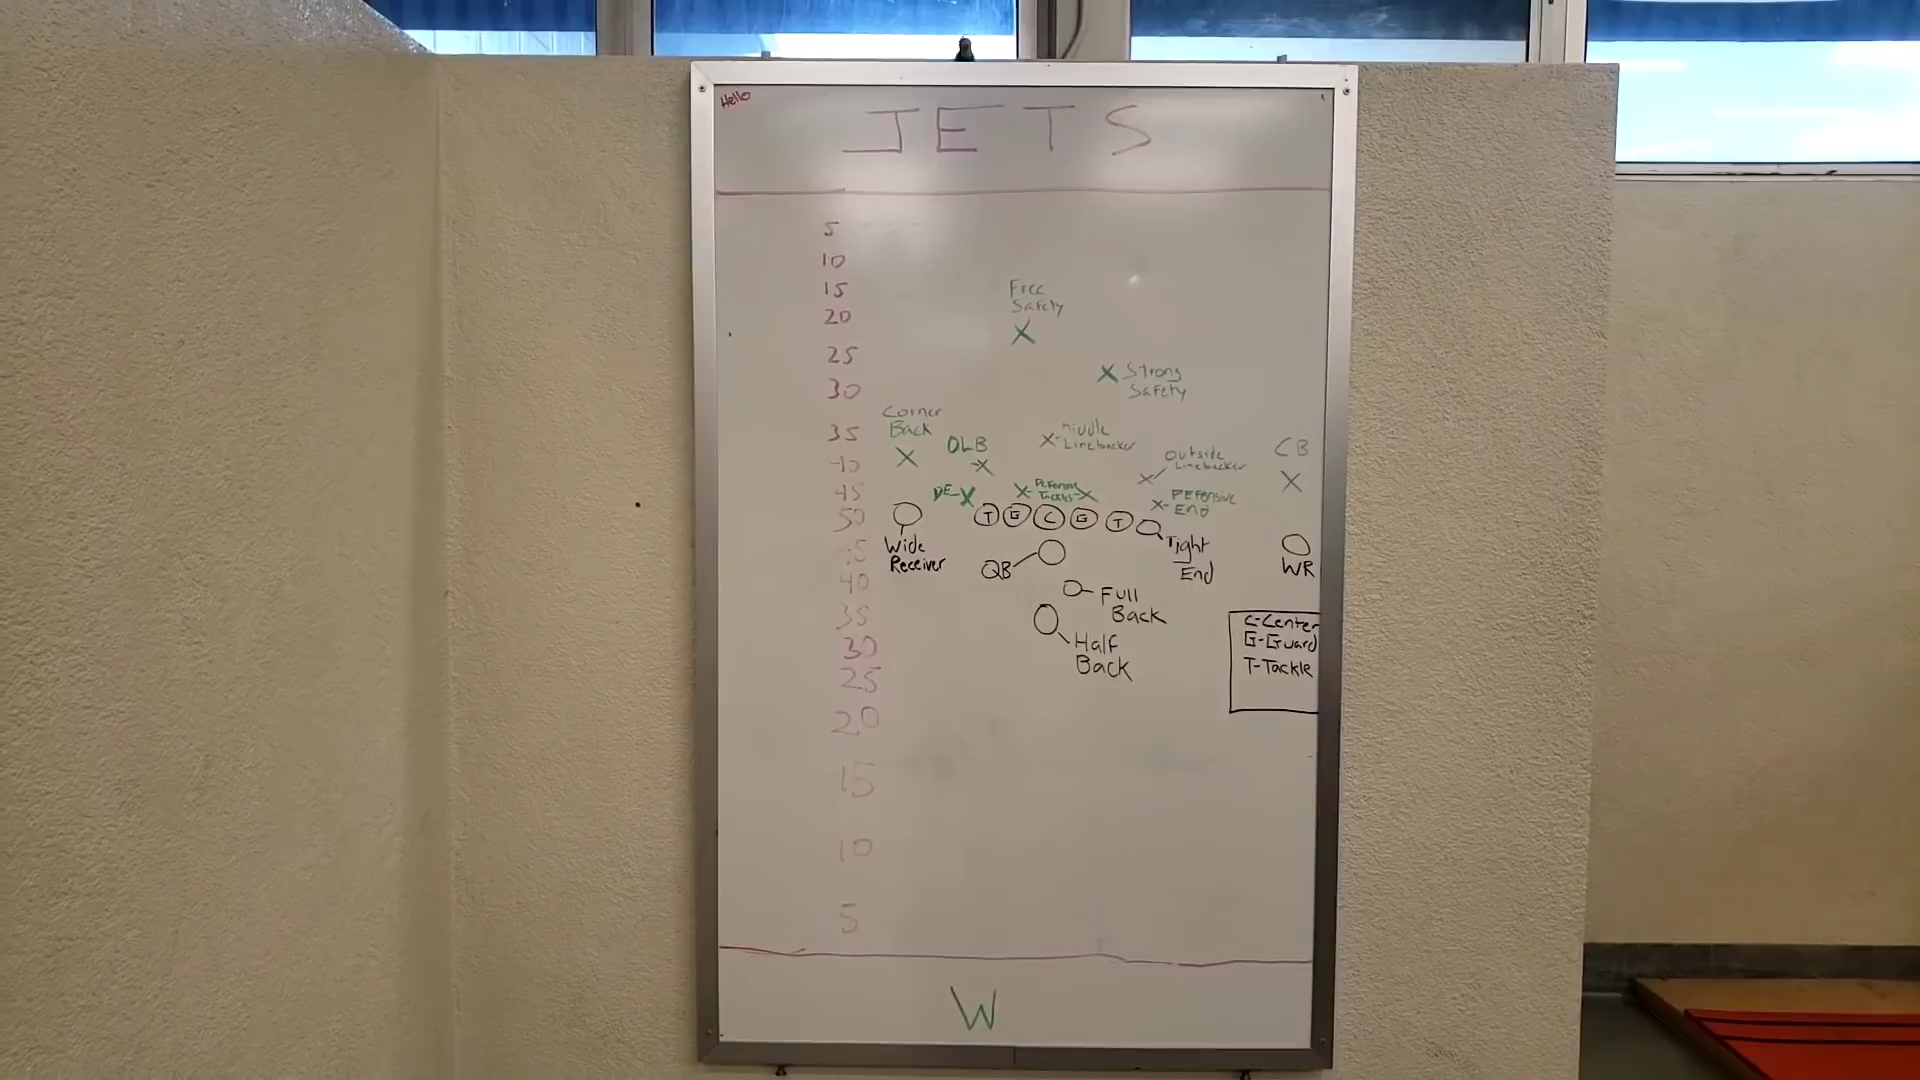 Hello
JETS
5
10
15
20
25
30
35
40
45
50
45
40
35
30
25
20
15
10
5
Free
Safety
X
X Strong
Safety
Corner
Back
X
OLB
X
X- Middle
Linebacker
Outside
Linebacker
X
CB
X
DE-X
X Defensive X
Tackles
X- DEFensive
End
T G C G T
Wide
Receiver
QB
Tight
End
WR
Full
Back
Half
Back
C-Center
G-Guard
T-Tackle
W